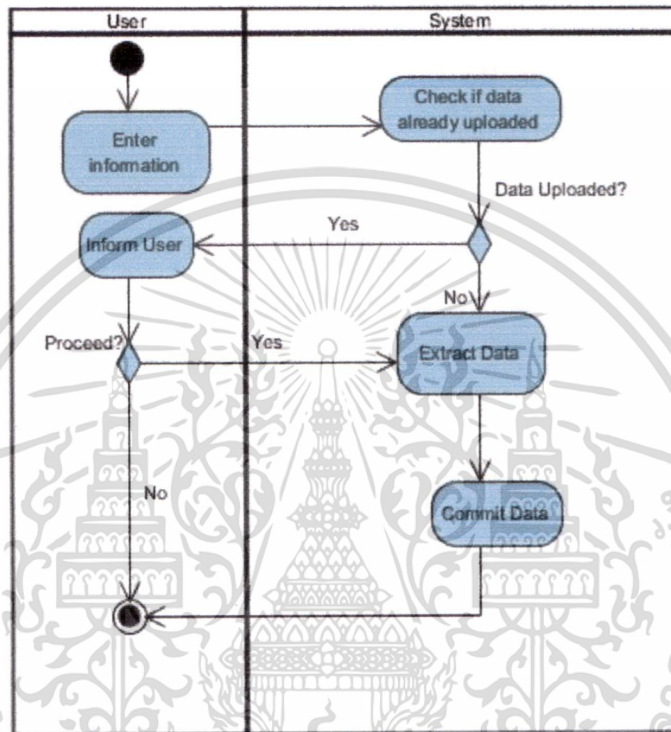 User
System
Enter
information
Check if data
already uploaded
Data Uploaded?
Yes
Inform User
No
Proceed?
Yes
Extract Data
No
Commit Data